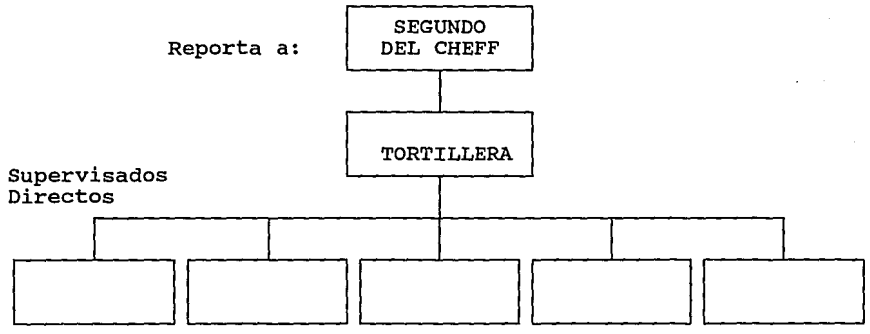 SEGUNDO
Reporta a: DEL CHEFF
TORTILLERA
Supervisados
Directos